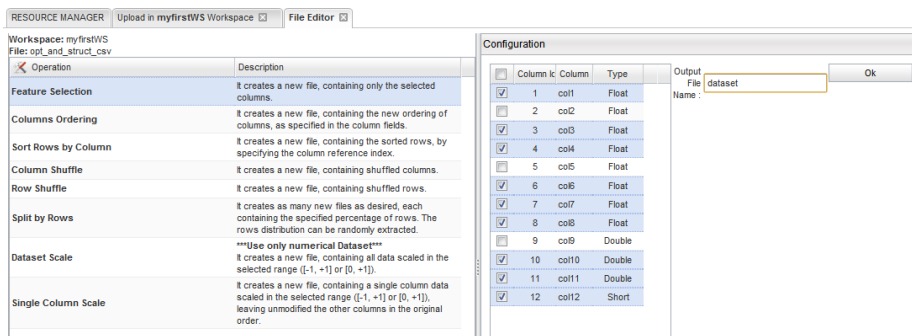 RESOURCE MANAGER
Upload in myfirstWS Workspace
File Editor
Workspace: myfirstWS
File: opt_and_struct_csv
Operation Description
Feature Selection
It creates a new file, containing only the selected
columns.
Columns Ordering
It creates a new file, containing the new ordering of
columns, as specified in the column fields.
Sort Rows by Column
It creates a new file, containing the sorted rows, by
specifying the column reference index.
Column Shuffle
It creates a new file, containing shuffled columns.
Row Shuffle
It creates a new file, containing shuffled rows.
Split by Rows
It creates as many new files as desired, each
containing the specified percentage of rows. The
rows distribution can be randomly extracted.
Dataset Scale
***Use only numerical Dataset***
It creates a new file, containing all data scaled in the
selected range ([-1, +1] or [0, +1]).
Single Column Scale
It creates a new file, containing a single column data
scaled in the selected range ([-1, +1] or [0, +1]),
leaving unmodified the other columns in the original
order.
Configuration
Column Ic Column Type
1 col1 Float
2 col2 Float
3 col3 Float
4 col4 Float
5 col5 Float
6 col6 Float
7 col7 Float
8 col8 Float
9 col9 Double
10 col10 Double
11 col11 Double
12 col12 Short
Output
File
Name :
dataset
Ok